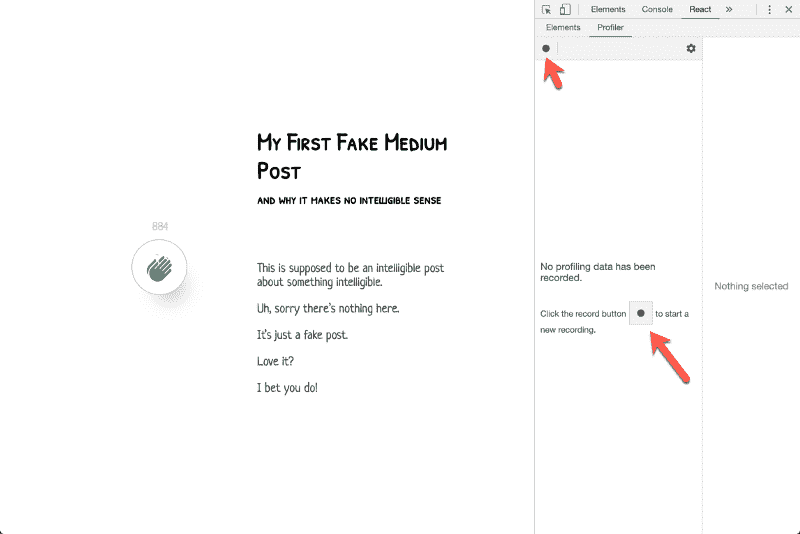 Elements Console React »
Elements Profiler
My First Fake Medium
Post
and why it makes no intelligible sense
884
This is supposed to be an intelligible post
about something intelligible.
Uh, sorry there's nothing here.
It's just a fake post.
Love it?
I bet you do!
No profiling data has been
recorded.
Click the record button to start a
new recording.
Nothing selected